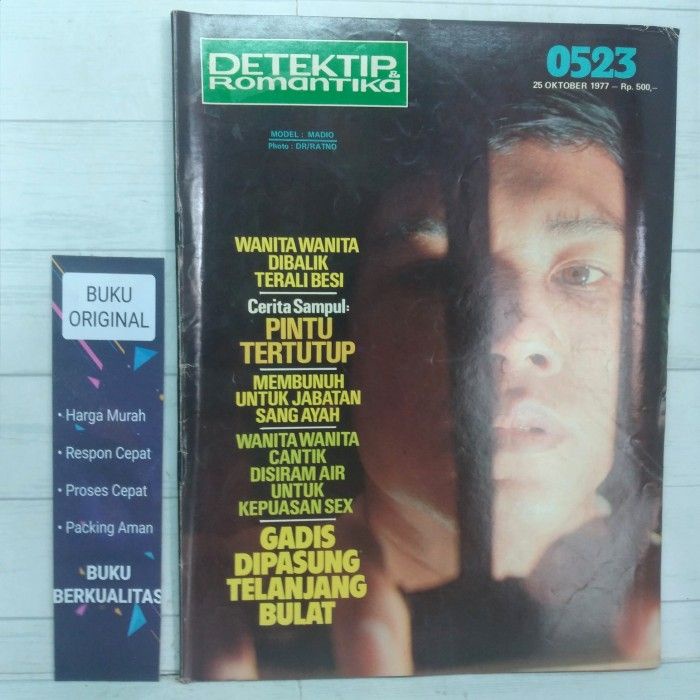 DETEKTIP
& Romantika
0523
25 OKTOBER 1977 – Rp. 500,–
MODEL : MADIO
Photo : DR/RATNO
WANITA WANITA
DIBALIK
TERALI BESI
Cerita Sampul:
PINTU
TERTUTUP
MEMBUNUH
UNTUK JABATAN
SANG AYAH
WANITA WANITA
CANTIK
DISIRAM AIR
UNTUK
KEPUASAN SEX
GADIS
DIPASUNG
TELANJANG
BULAT
BUKU
ORIGINAL
• Harga Murah
• Respon Cepat
• Proses Cepat
• Packing Aman
BUKU
BERKUALITAS